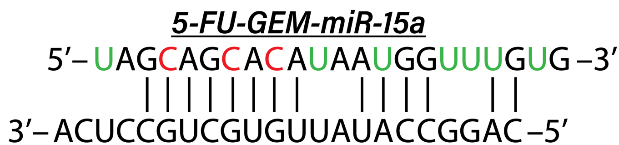 5-FU-GEM-miR-15a
5’–UAGCAGCACAUAAUGGUUUGUG–3’
3’–ACUCCGUCGUGUUAUACCGGAC–5’